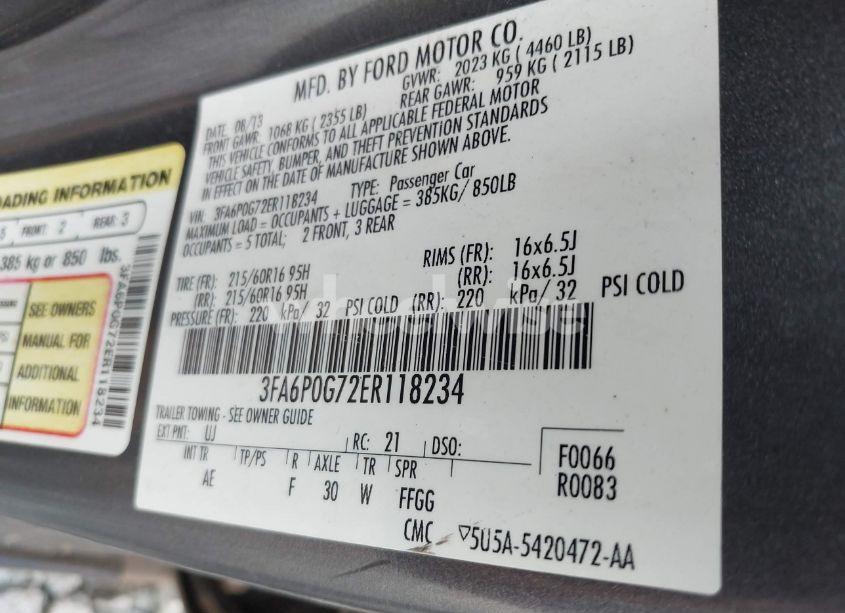 MFD. BY FORD MOTOR CO.
DATE 08/13 GVWR: 2023 KG ( 4460 LB)
FRONT GAWR: 1068 KG ( 2355 LB) REAR GAWR: 959 KG ( 2115 LB)
THIS VEHICLE CONFORMS TO ALL APPLICABLE FEDERAL MOTOR
VEHICLE SAFETY, BUMPER, AND THEFT PREVENTION STANDARDS
IN EFFECT ON THE DATE OF MANUFACTURE SHOWN ABOVE.
VIN: 3FA6P0G72ER118234 TYPE: Passenger Car
MAXIMUM LOAD = OCCUPANTS + LUGGAGE = 385KG/ 850LB
OCCUPANTS = 5 TOTAL; 2 FRONT, 3 REAR
TIRE (FR): 215/60R16 95H RIMS (FR): 16x6.5J
(RR): 215/60R16 95H (RR): 16x6.5J
PRESSURE (FR): 220 kPa/ 32 PSI COLD (RR): 220 kPa/ 32 PSI COLD
3FA6P0G72ER118234
TRAILER TOWING - SEE OWNER GUIDE
EXT PNT: UJ RC: 21 DSO:
INT TR TP/PS R AXLE TR SPR
AE F 30 W FFGG
F0066
R0083
CMC 5U5A-5420472-AA
LOADING INFORMATION
5 FRONT: 2 REAR: 3
385 kg or 850 lbs.
SEE OWNERS
MANUAL FOR
ADDITIONAL
INFORMATION
3FA6P0G72ER118234
wheelwise